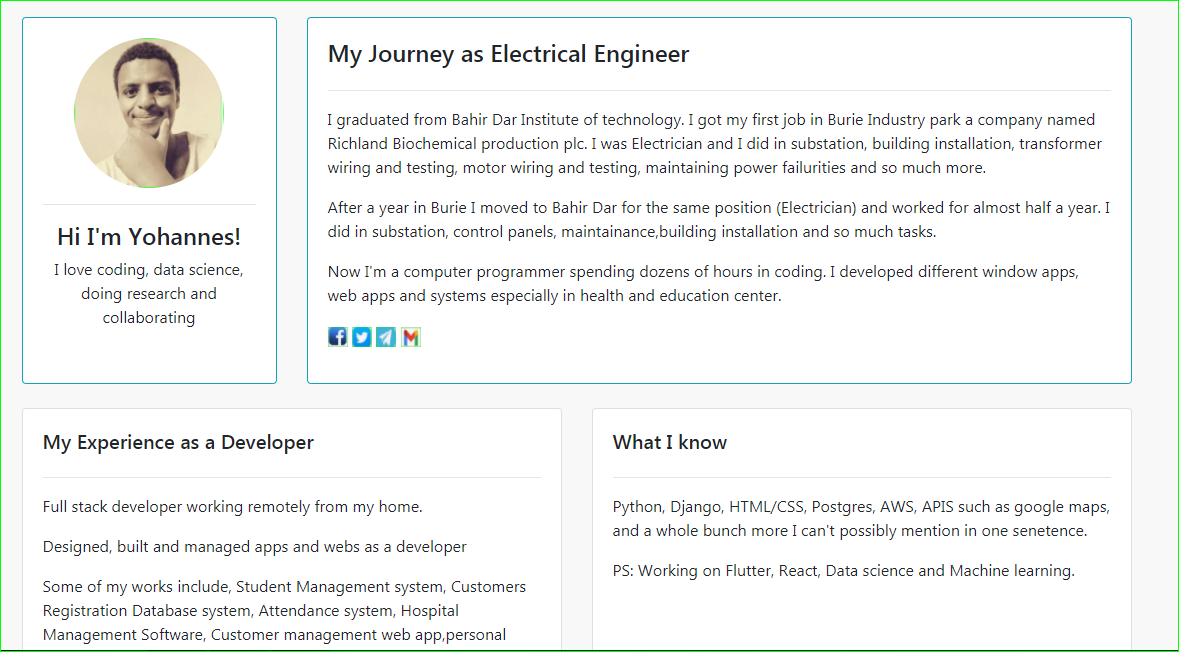 Hi I'm Yohannes!
I love coding, data science,
doing research and
collaborating
My Journey as Electrical Engineer
I graduated from Bahir Dar Institute of technology. I got my first job in Burie Industry park a company named
Richland Biochemical production plc. I was Electrician and I did in substation, building installation, transformer
wiring and testing, motor wiring and testing, maintaining power failurities and so much more.
After a year in Burie I moved to Bahir Dar for the same position (Electrician) and worked for almost half a year. I
did in substation, control panels, maintainance,building installation and so much tasks.
Now I'm a computer programmer spending dozens of hours in coding. I developed different window apps,
web apps and systems especially in health and education center.
My Experience as a Developer
Full stack developer working remotely from my home.
Designed, built and managed apps and webs as a developer
Some of my works include, Student Management system, Customers
Registration Database system, Attendance system, Hospital
Management Software, Customer management web app,personal
What I know
Python, Django, HTML/CSS, Postgres, AWS, APIS such as google maps,
and a whole bunch more I can't possibly mention in one senetence.
PS: Working on Flutter, React, Data science and Machine learning.